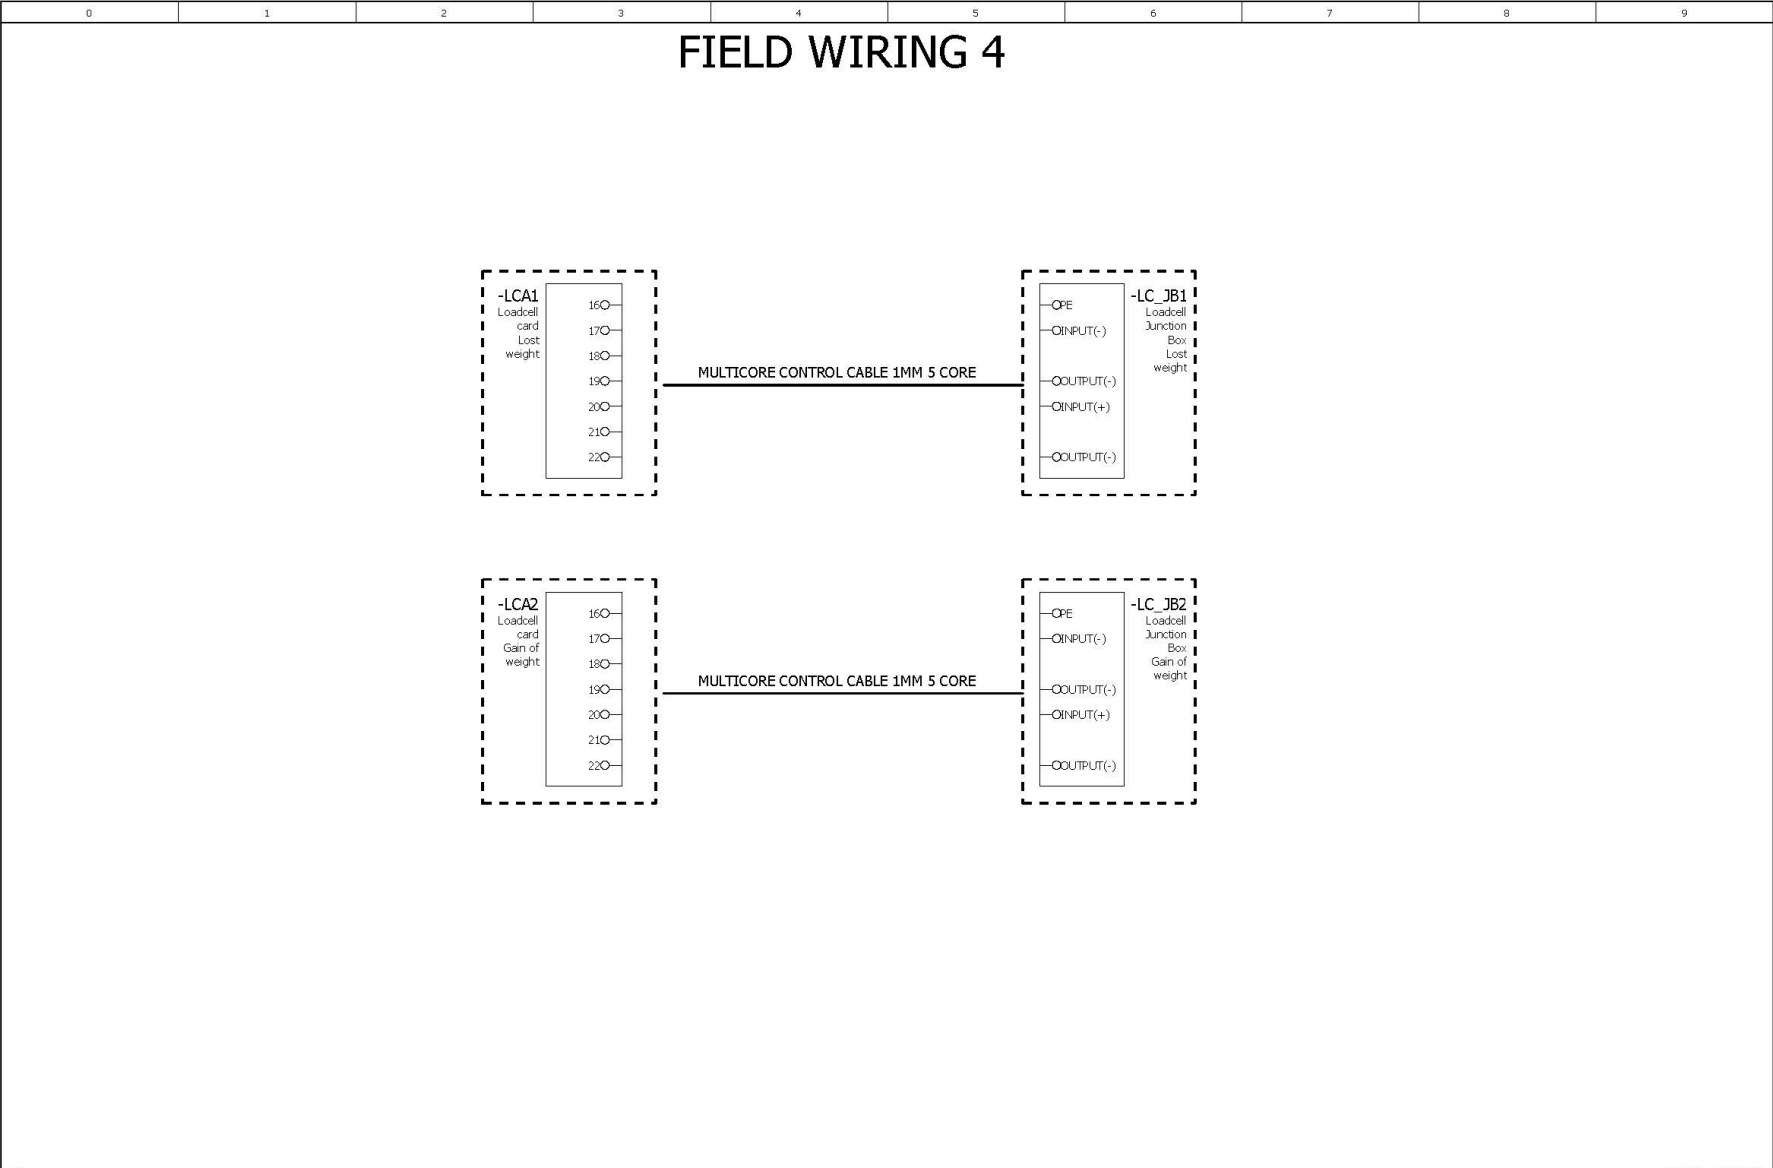 0 1 2 3 4 5 6 7 8 9
FIELD WIRING 4
-LCA1
Loadcell
card
Lost
weight
16
17
18
19
20
21
22
MULTICORE CONTROL CABLE 1MM 5 CORE
PE
INPUT(-)
OUTPUT(-)
INPUT(+)
OUTPUT(-)
-LC_JB1
Loadcell
Junction
Box
Lost
weight
-LCA2
Loadcell
card
Gain of
weight
16
17
18
19
20
21
22
MULTICORE CONTROL CABLE 1MM 5 CORE
PE
INPUT(-)
OUTPUT(-)
INPUT(+)
OUTPUT(-)
-LC_JB2
Loadcell
Junction
Box
Gain of
weight